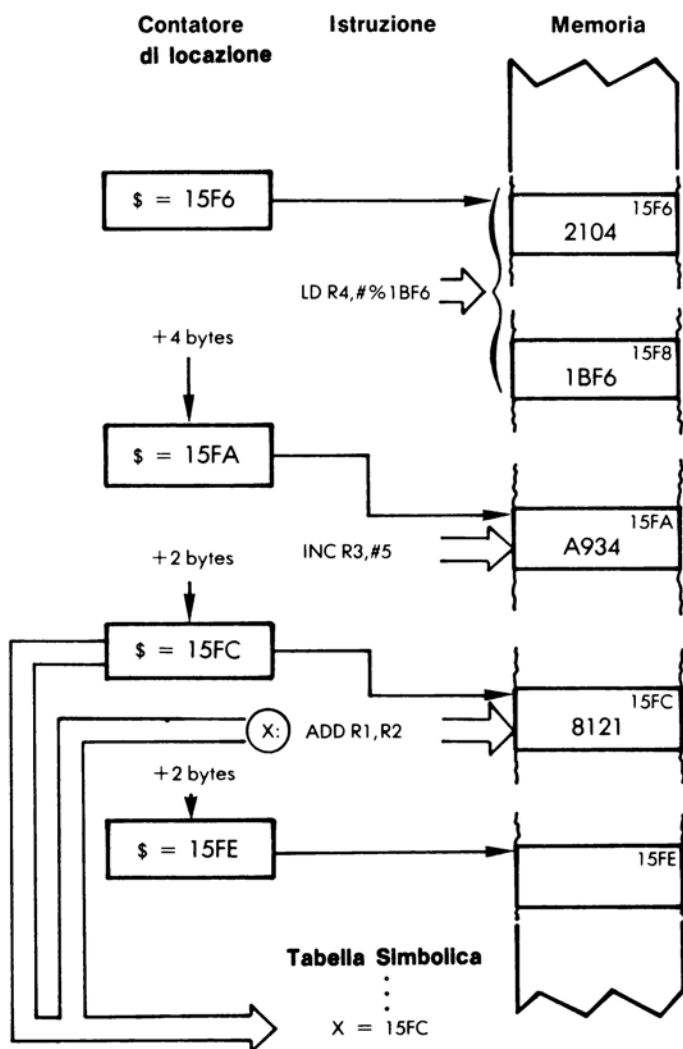 Contatore
di locazione
Istruzione
Memoria
$ = 15F6
15F6
2104
LD R4,#%1BF6
+4 bytes
15F8
1BF6
$ = 15FA
15FA
A934
INC R3,#5
+2 bytes
$ = 15FC
15FC
8121
X: ADD R1,R2
+2 bytes
$ = 15FE
15FE
Tabella Simbolica
X = 15FC